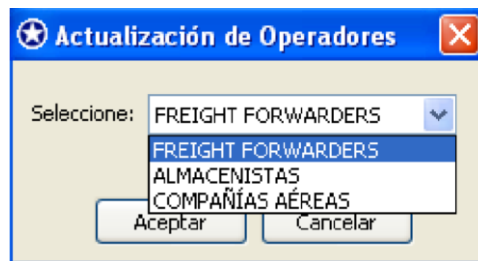 Actualización de Operadores
Seleccione: FREIGHT FORWARDERS
FREIGHT FORWARDERS
ALMACENISTAS
COMPAÑÍAS AÉREAS
Aceptar Cancelar